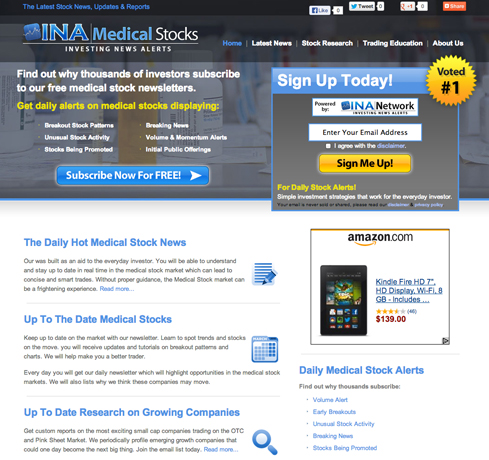 The Latest Stock News, Updates & Reports
Like 0
Tweet 0
+1 0
Share
INA Medical Stocks
INVESTING NEWS ALERTS
Home | Latest News | Stock Research | Trading Education | About Us
Find out why thousands of investors subscribe
to our free medical stock newsletters.
Get daily alerts on medical stocks displaying:
Breakout Stock Patterns
Unusual Stock Activity
Stocks Being Promoted
Breaking News
Volume & Momentum Alerts
Initial Public Offerings
Subscribe Now For FREE!
Sign Up Today!
Voted
#1
Powered by: INA Network
INVESTING NEWS ALERTS
Enter Your Email Address
I agree with the disclaimer.
Sign Me Up!
For Daily Stock Alerts!
Simple investment strategies that work for the everyday investor.
Your email is never sold or shared, please read our disclaimer & privacy policy
The Daily Hot Medical Stock News
Our was built as an aid to the everyday investor. You will be able to understand
and stay up to date in real time in the medical stock market which can lead to
concise and smart trades. Without proper guidance, the Medical Stock market can
be a frightening experience. Read more...
Up To The Date Medical Stocks
Keep up to date on the market with our newsletter. Learn to spot trends and stocks
on the move. you will receive updates and tutorials on breakout patterns and
charts. We will help make you a better trader.
Every day you will get our daily newsletter which will highlight opportunities in the medical stock
markets. We will also lists why we think these companies may move.
Up To Date Research on Growing Companies
Get custom reports on the most exciting small cap companies trading on the OTC
and Pink Sheet Market. We periodically profile emerging growth companies that
could one day become the next big thing. Join the email list today. Read more...
amazon.com
Kindle Fire HD 7",
HD Display, Wi-Fi, 8
GB - Includes ...
(46)
$139.00
Daily Medical Stock Alerts
Find out why thousands subscribe:
Volume Alert
Early Breakouts
Unusual Stock Activity
Breaking News
Stocks Being Promoted